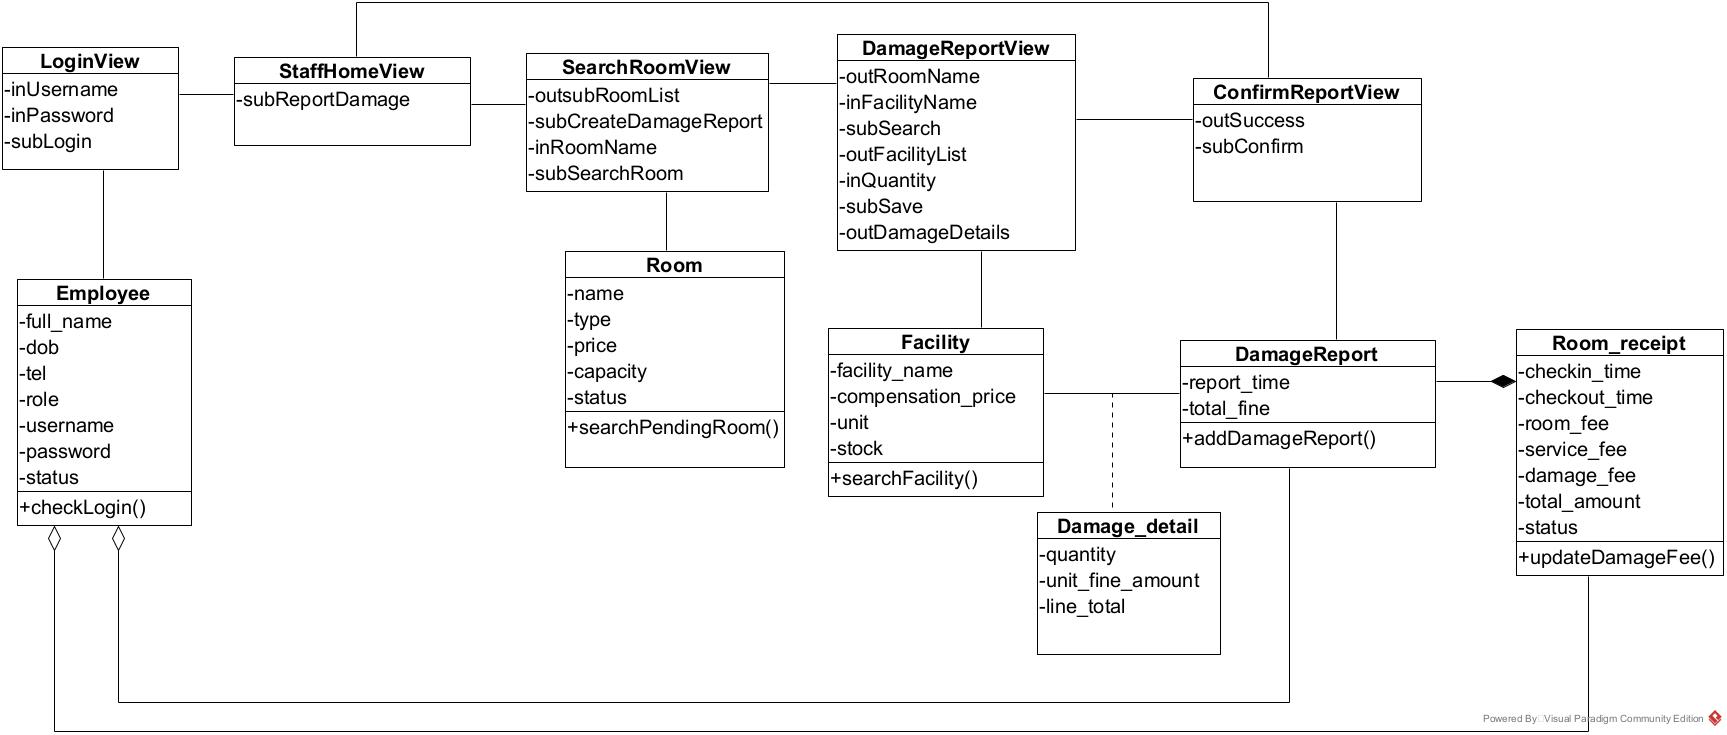 LoginView
-inUsername
-inPassword
-subLogin
StaffHomeView
-subReportDamage
SearchRoomView
-outsubRoomList
-subCreateDamageReport
-inRoomName
-subSearchRoom
DamageReportView
-outRoomName
-inFacilityName
-subSearch
-outFacilityList
-inQuantity
-subSave
-outDamageDetails
ConfirmReportView
-outSuccess
-subConfirm
Employee
-full_name
-dob
-tel
-role
-username
-password
-status
+checkLogin()
Room
-name
-type
-price
-capacity
-status
+searchPendingRoom()
Facility
-facility_name
-compensation_price
-unit
-stock
+searchFacility()
DamageReport
-report_time
-total_fine
+addDamageReport()
Room_receipt
-checkin_time
-checkout_time
-room_fee
-service_fee
-damage_fee
-total_amount
-status
+updateDamageFee()
Damage_detail
-quantity
-unit_fine_amount
-line_total
Powered By Visual Paradigm Community Edition